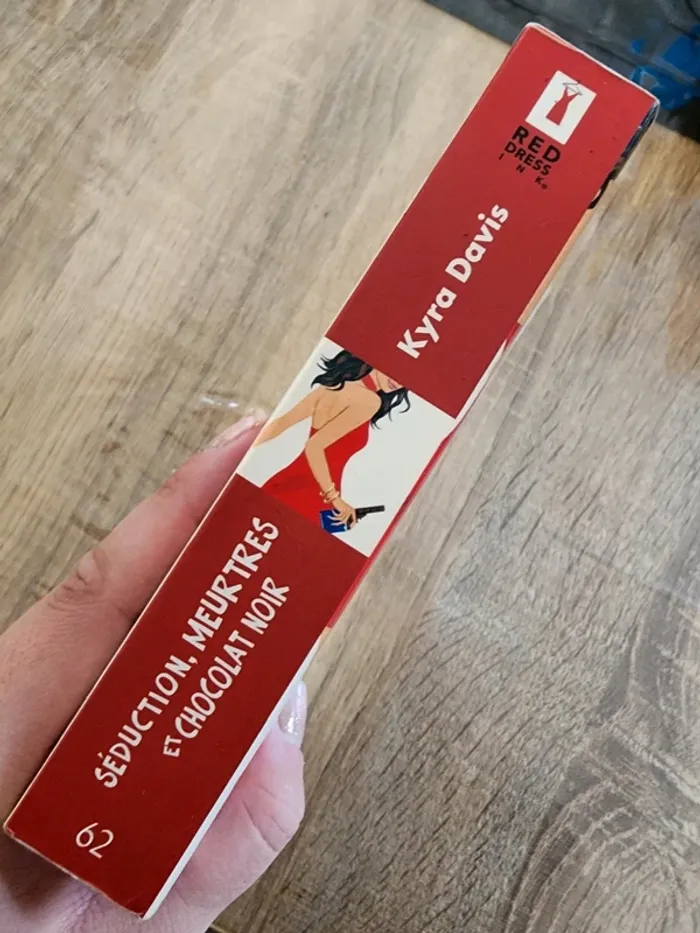 RED
DRESS
INK®
Kyra Davis
SÉDUCTION, MEURTRES
ET CHOCOLAT NOIR
62